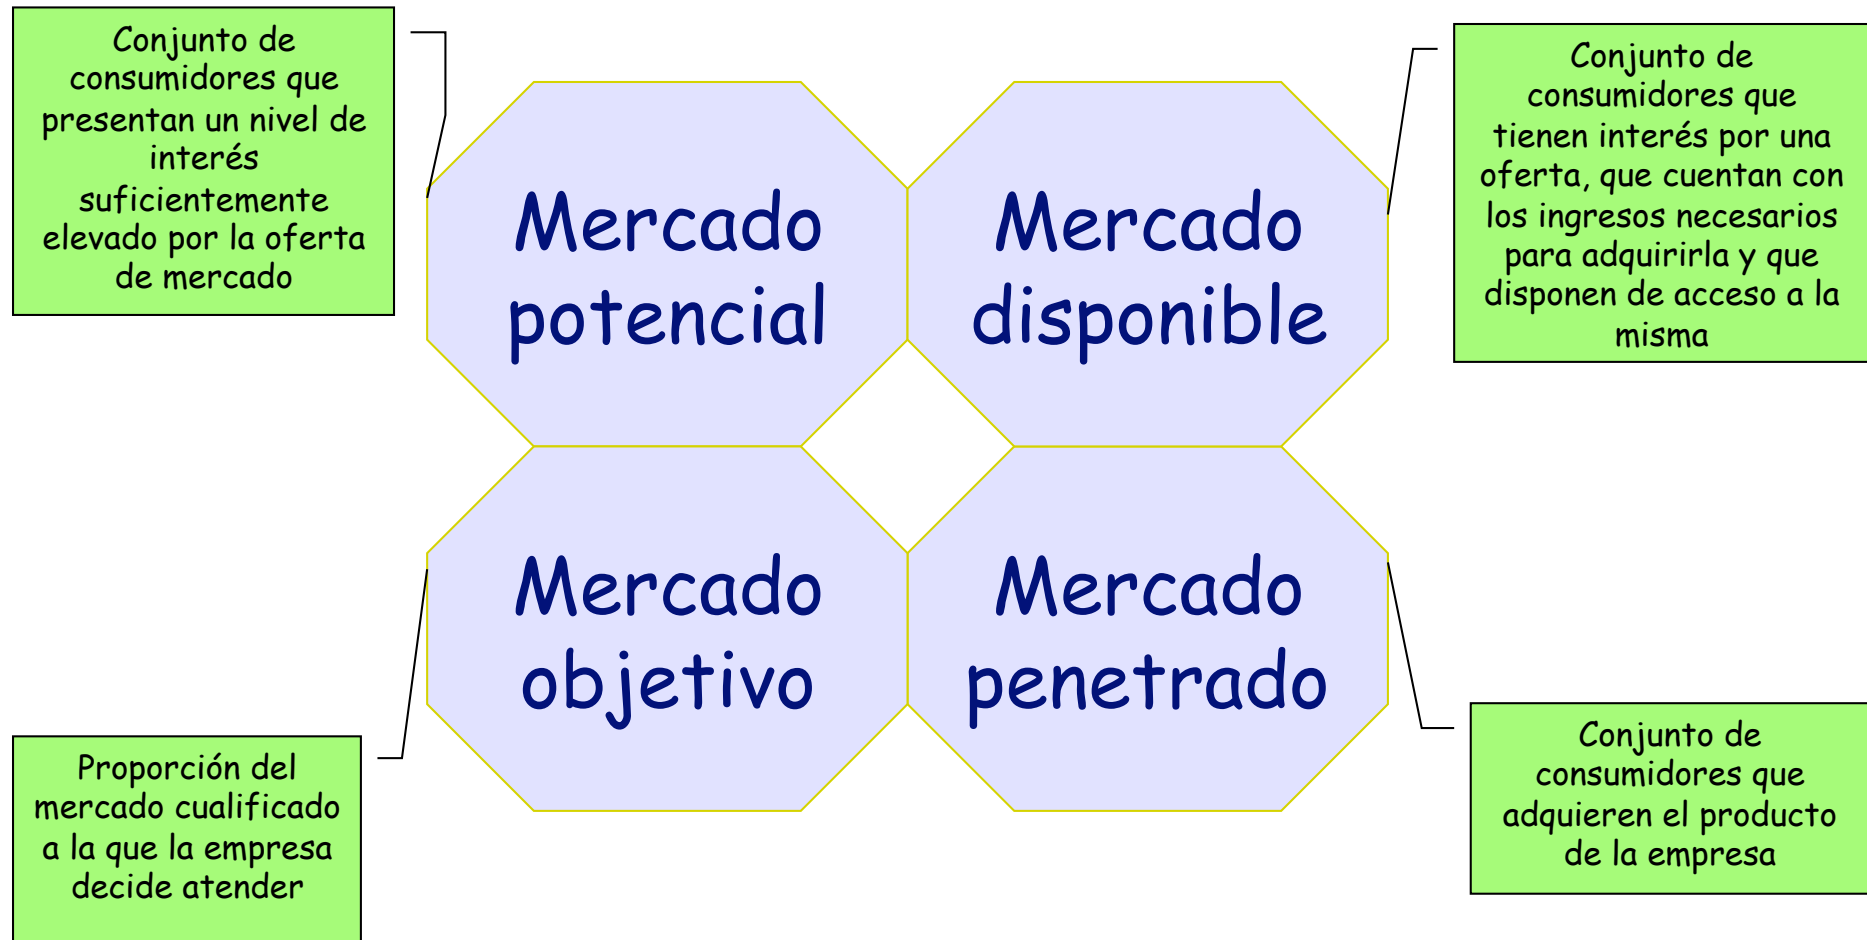 Conjunto de
consumidores que
presentan un nivel de
interés
suficientemente
elevado por la oferta
de mercado
Mercado
potencial
Mercado
disponible
Conjunto de
consumidores que
tienen interés por una
oferta, que cuentan con
los ingresos necesarios
para adquirirla y que
disponen de acceso a la
misma
Proporción del
mercado cualificado
a la que la empresa
decide atender
Mercado
objetivo
Mercado
penetrado
Conjunto de
consumidores que
adquieren el producto
de la empresa